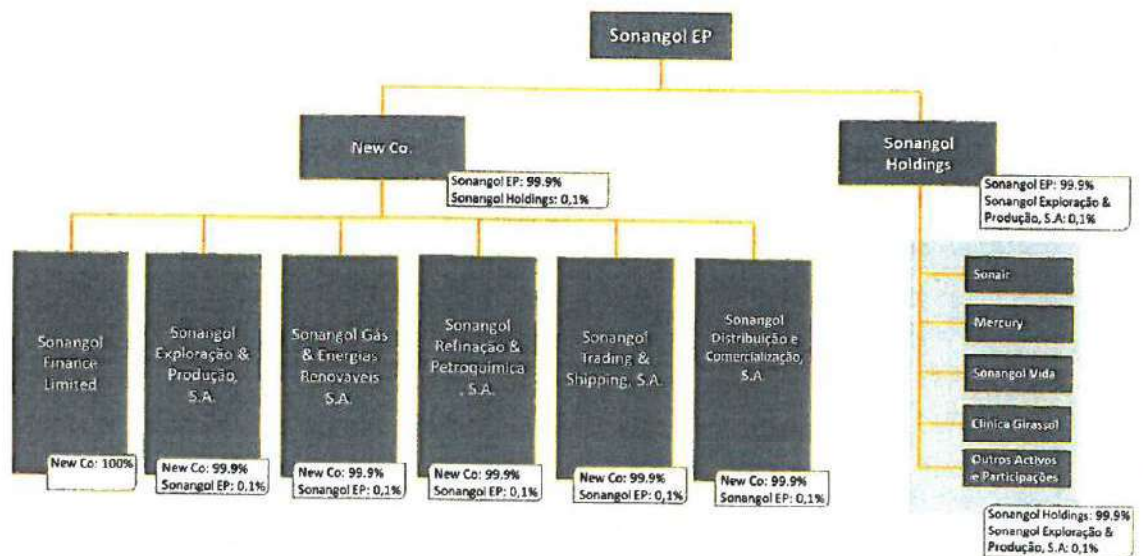 Sonangol EP
New Co.
Sonangol EP: 99.9%
Sonangol Holdings: 0,1%
Sonangol
Holdings
Sonangol EP: 99.9%
Sonangol Exploração &
Produção, S.A: 0,1%
Sonangol
Finance
Limited
New Co: 100%
Sonangol
Exploração &
Produção,
S.A.
New Co: 99.9%
Sonangol EP: 0,1%
Sonangol Gás
& Energias
Renováveis
S.A.
New Co: 99.9%
Sonangol EP: 0,1%
Sonangol
Refinação &
Petroquímica
, S.A.
New Co: 99.9%
Sonangol EP: 0,1%
Sonangol
Trading &
Shipping, S.A.
New Co: 99.9%
Sonangol EP: 0,1%
Sonangol
Distribuição e
Comercialização,
S.A
New Co: 99.9%
Sonangol EP: 0,1%
Sonair
Mercury
Sonangol Vida
Clínica Girassol
Outros Activos
e Participações
Sonangol Holdings: 99.9%
Sonangol Exploração &
Produção, S.A: 0,1%